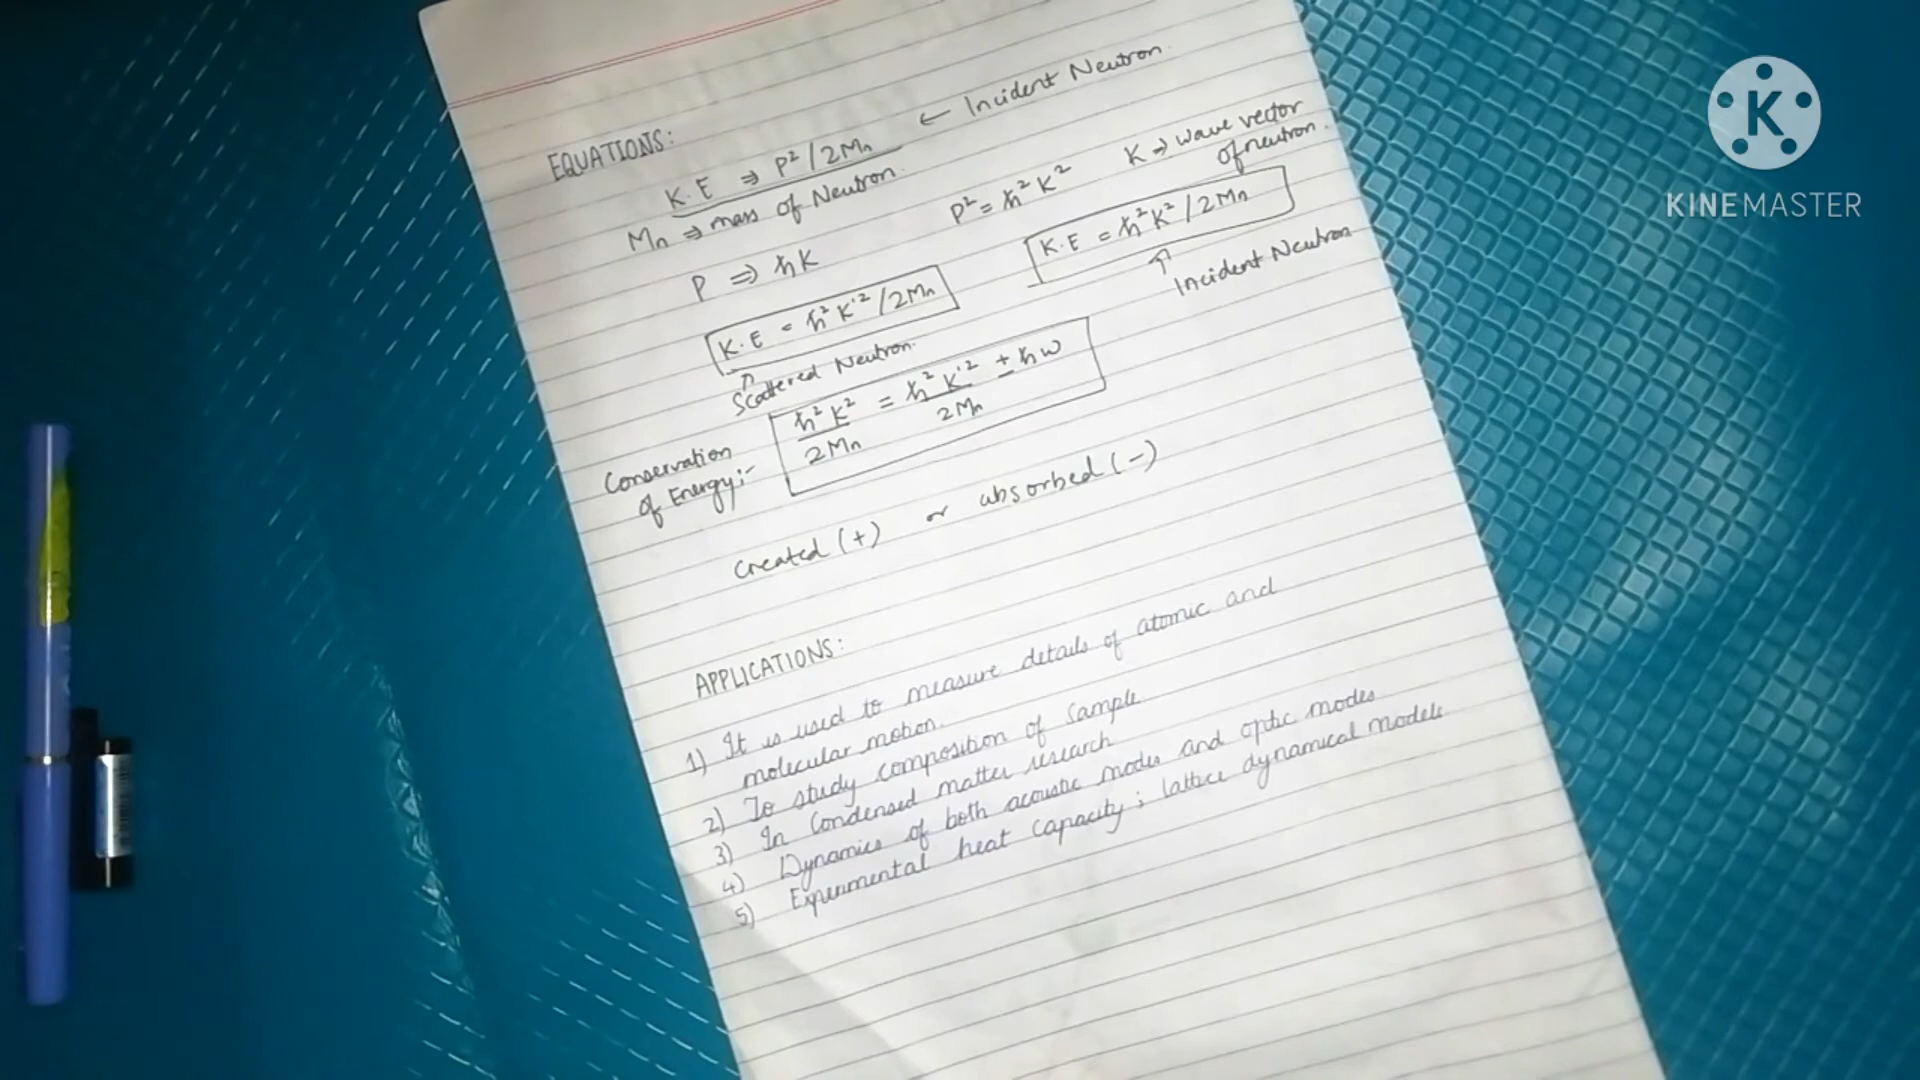 EQUATIONS:
K.E ⇒ P²/2Mn ← Incident Neutron
Mn ⇒ mass of Neutron.
P ⇒ ℏK
P² = ℏ²K²
K ⇒ wave vector
of neutron.
K.E = ℏ²K²/2Mn
Incident Neutron
K.E = ℏ²K'²/2Mn
Scattered Neutron.
Conservation
of Energy:-
ℏ²K²/2Mn = ℏ²K'²/2Mn ± ℏω
Created (+) or absorbed (-)
APPLICATIONS:
1) It is used to measure details of atomic and
molecular motion.
2) To study composition of sample
3) In Condensed matter research
4) Dynamics of both acoustic modes and optic modes
5) Experimental heat capacity; lattice dynamical models
K
KINEMASTER